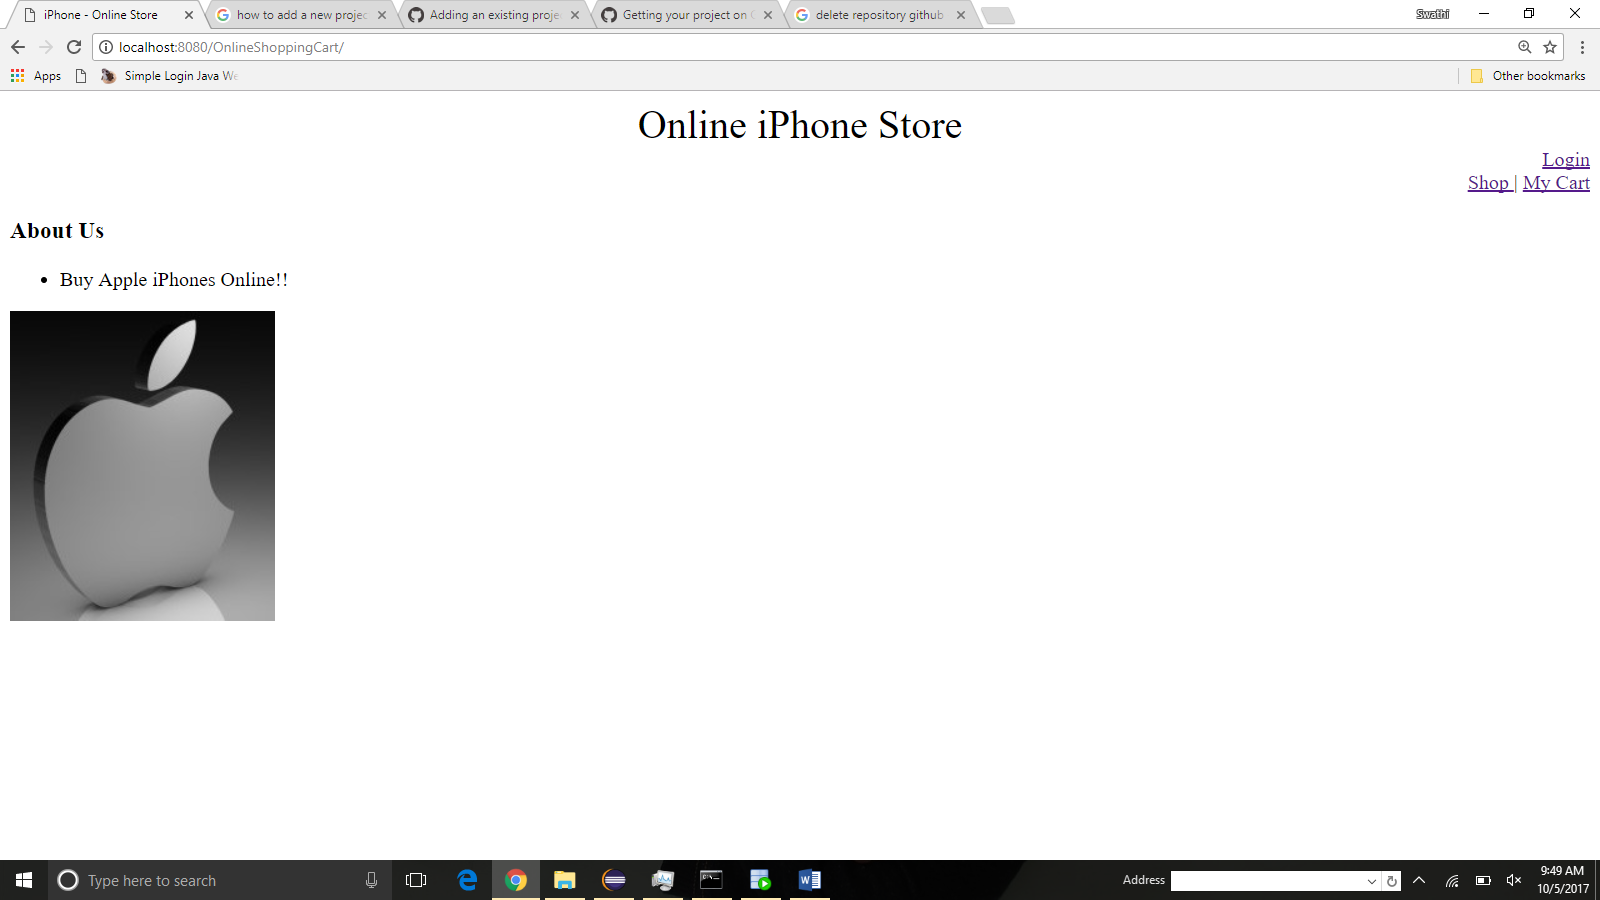 iPhone - Online Store
how to add a new projec
Adding an existing proje
Getting your project on
delete repository github
Swathi
localhost:8080/OnlineShoppingCart/
Apps
Simple Login Java We
Other bookmarks
Online iPhone Store
Login
Shop | My Cart
About Us
• Buy Apple iPhones Online!!
Type here to search
Address
9:49 AM
10/5/2017